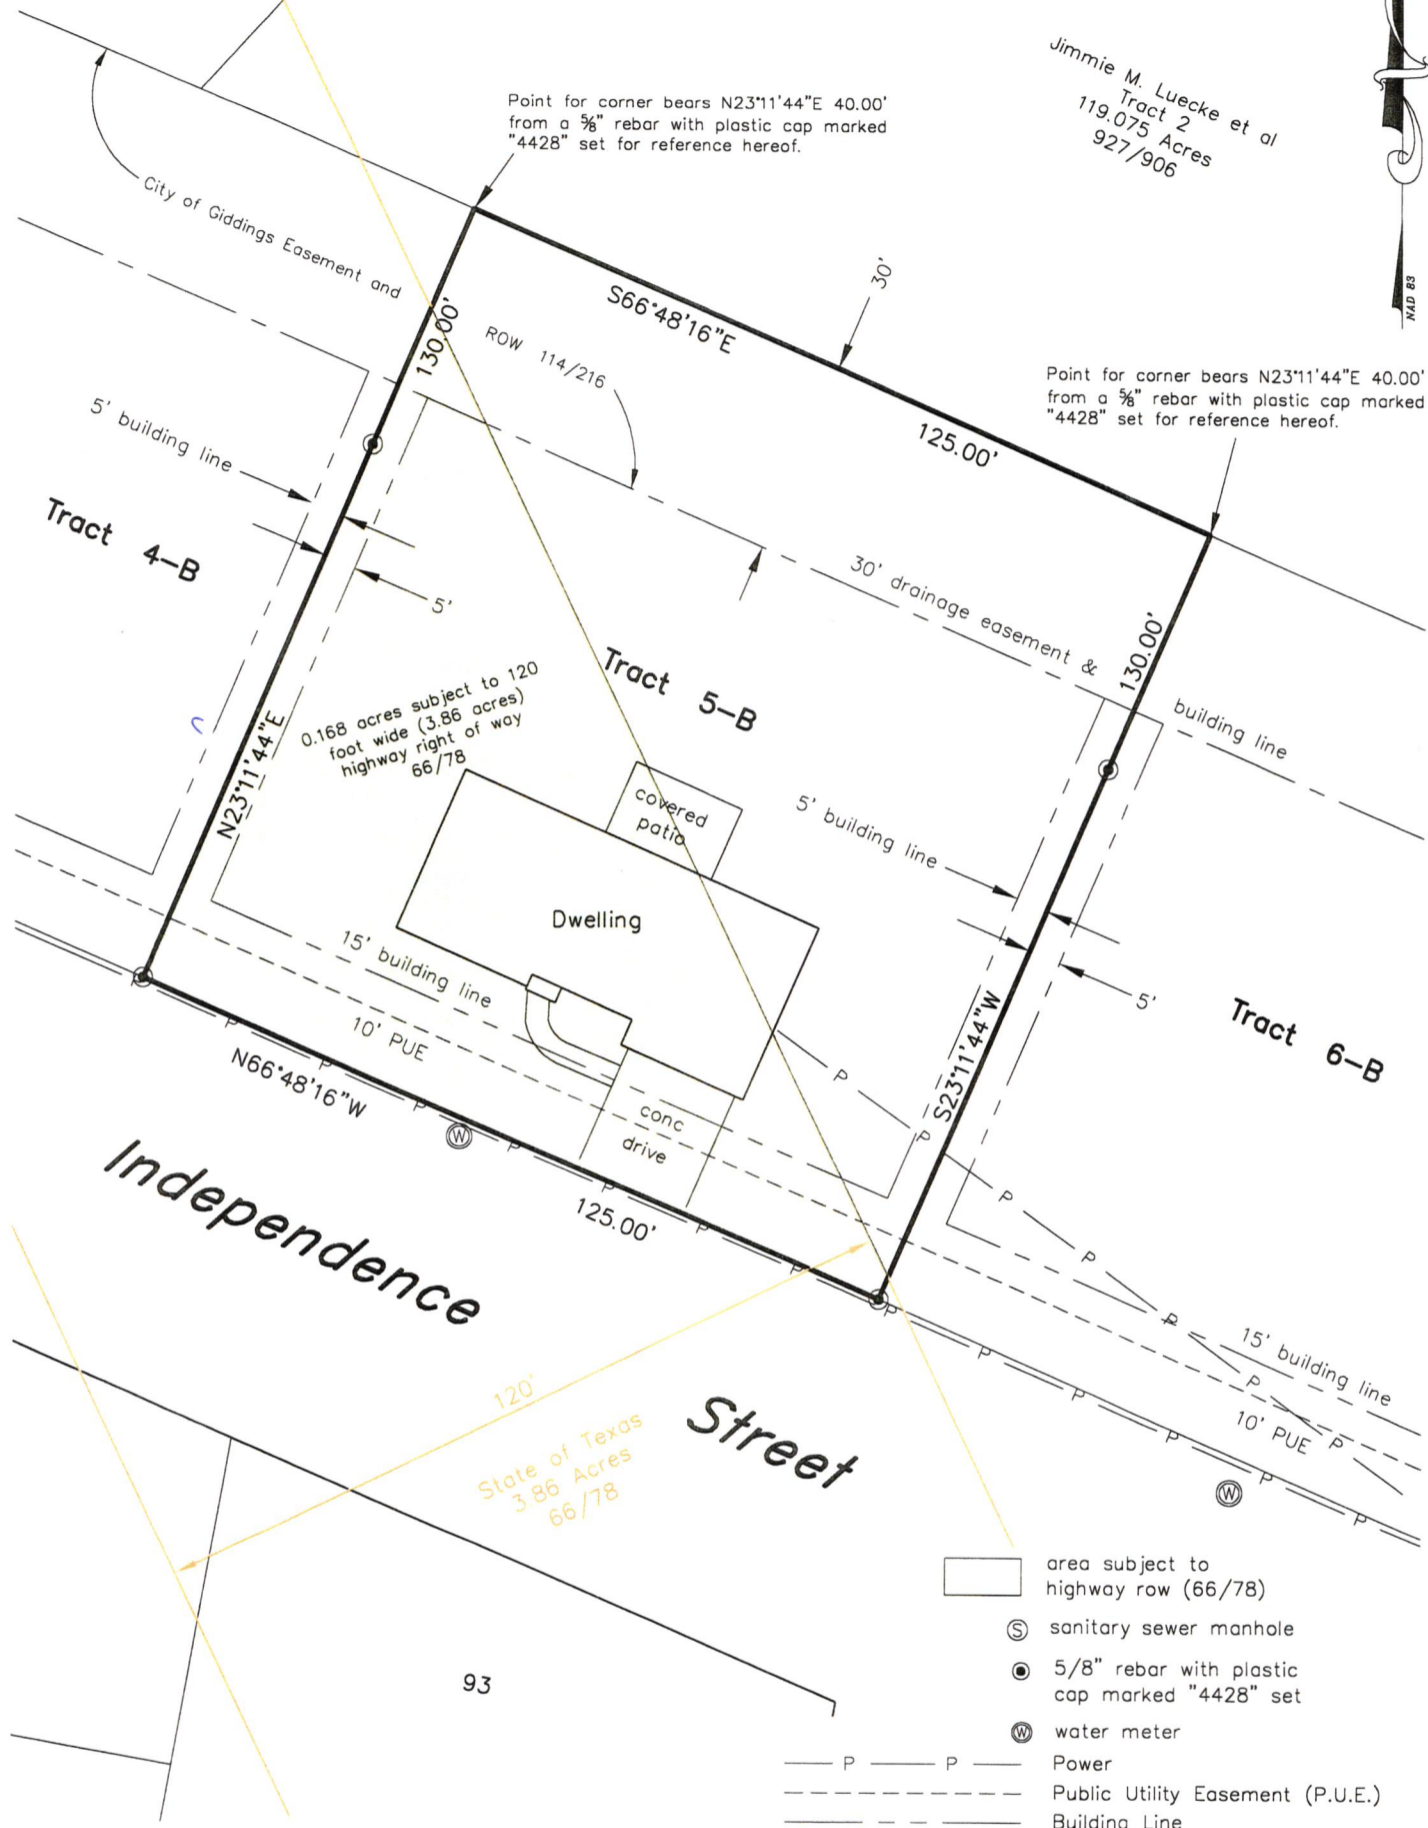 Jimmie M. Luecke et al
Tract 2
119.075 Acres
927/906
NAD 83
Point for corner bears N23°11'44"E 40.00'
from a ⅝" rebar with plastic cap marked
"4428" set for reference hereof.
City of Giddings Easement and
ROW 114/216
S66°48'16"E
30'
125.00'
130.00'
Point for corner bears N23°11'44"E 40.00'
from a ⅝" rebar with plastic cap marked
"4428" set for reference hereof.
5' building line
Tract 4-B
5'
30' drainage easement &
building line
130.00'
Tract 5-B
0.168 acres subject to 120
foot wide (3.86 acres)
highway right of way
66/78
N23°11'44"E
covered
patio
5' building line
Dwelling
15' building line
10' PUE
5'
S23°11'44"W
Tract 6-B
P
P
P
P
P
P
P
P
N66°48'16"W
P
P
P
P
P
P
P
P
W
conc
drive
125.00'
Independence
Street
120'
State of Texas
3.86 Acres
66/78
15' building line
10' PUE
P
P
P
P
P
P
W
93
area subject to
highway row (66/78)
S sanitary sewer manhole
5/8" rebar with plastic
cap marked "4428" set
W water meter
P P Power
Public Utility Easement (P.U.E.)
Building Line